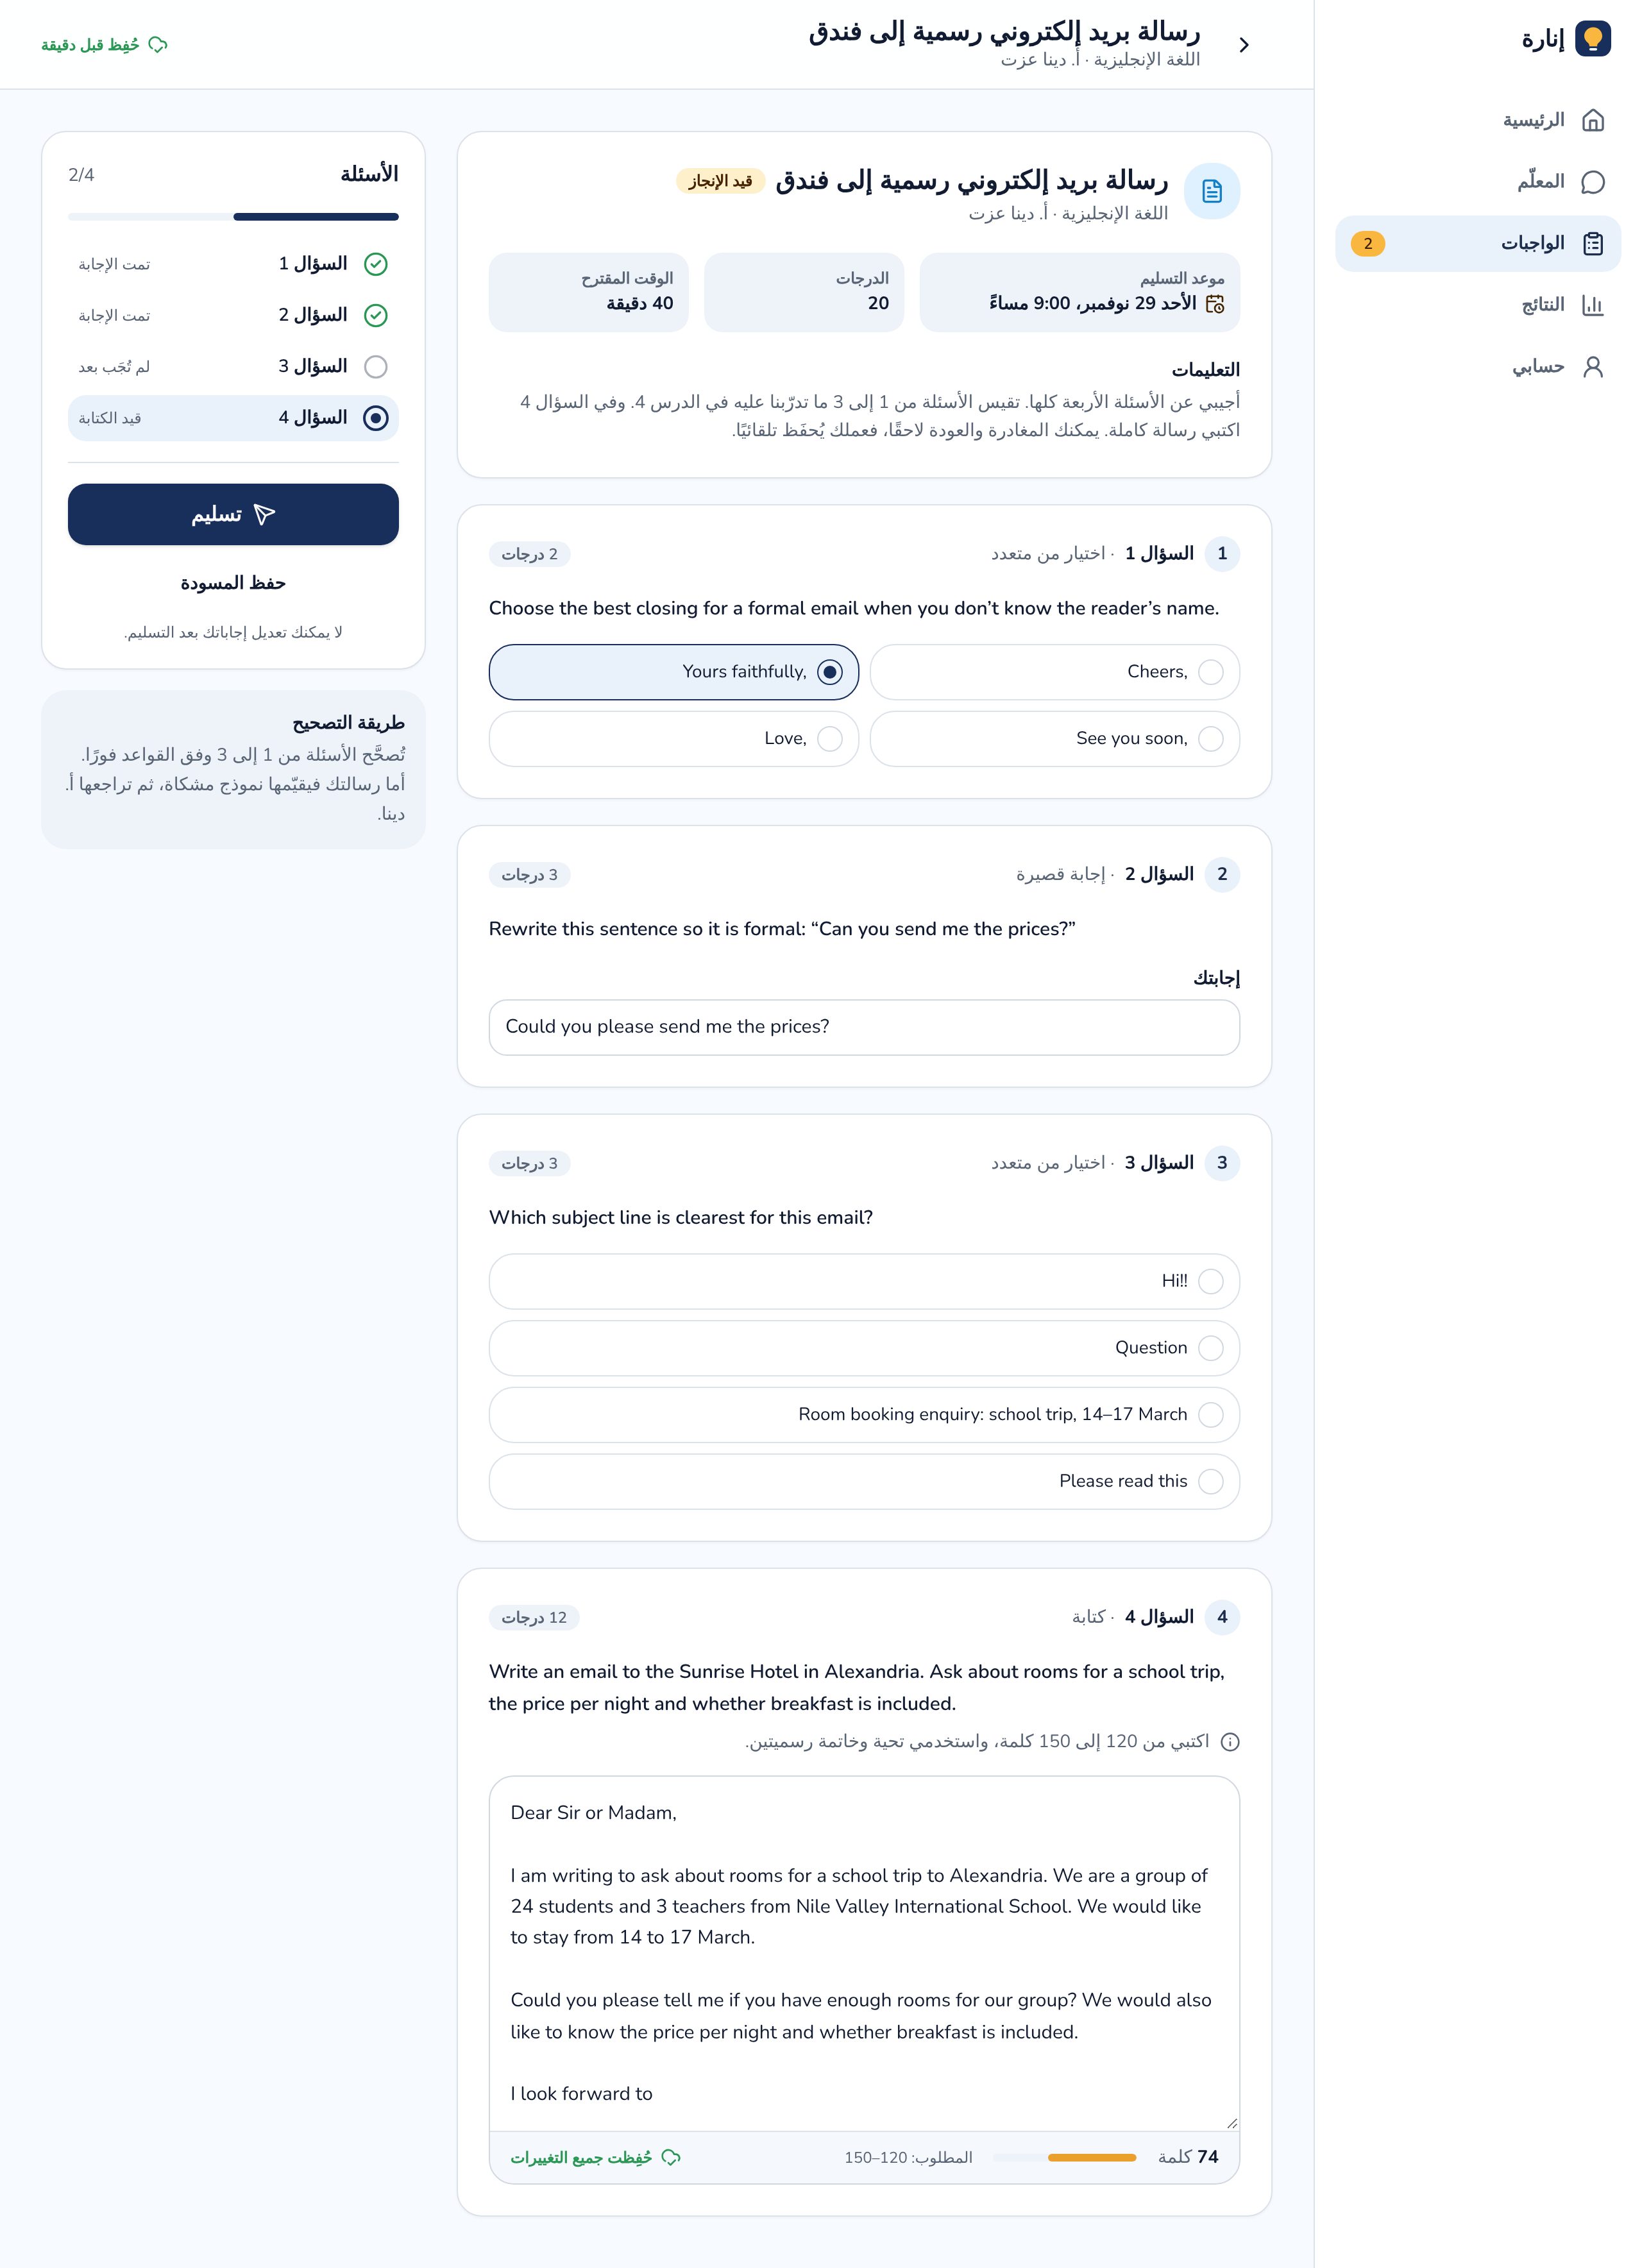 إنارة
الرئيسية
المعلّم
الواجبات
2
النتائج
حسابي
رسالة بريد إلكتروني رسمية إلى فندق
اللغة الإنجليزية · أ. دينا عزت
حُفِظ قبل دقيقة
رسالة بريد إلكتروني رسمية إلى فندق
قيد الإنجاز
اللغة الإنجليزية · أ. دينا عزت
موعد التسليم
الأحد 29 نوفمبر، 9:00 مساءً
الدرجات
20
الوقت المقترح
40 دقيقة
التعليمات
أجيبي عن الأسئلة الأربعة كلها. تقيس الأسئلة من 1 إلى 3 ما تدرّبنا عليه في الدرس 4. وفي السؤال 4
اكتبي رسالة كاملة. يمكنك المغادرة والعودة لاحقًا، فعملك يُحفَظ تلقائيًا.
1
السؤال 1 · اختيار من متعدد
2 درجات
Choose the best closing for a formal email when you don’t know the reader’s name.
Cheers,
Yours faithfully,
See you soon,
Love,
2
السؤال 2 · إجابة قصيرة
3 درجات
Rewrite this sentence so it is formal: “Can you send me the prices?”
إجابتك
Could you please send me the prices?
3
السؤال 3 · اختيار من متعدد
3 درجات
Which subject line is clearest for this email?
Hi!!
Question
Room booking enquiry: school trip, 14–17 March
Please read this
4
السؤال 4 · كتابة
12 درجات
Write an email to the Sunrise Hotel in Alexandria. Ask about rooms for a school trip,
the price per night and whether breakfast is included.
اكتبي من 120 إلى 150 كلمة، واستخدمي تحية وخاتمة رسميتين.
Dear Sir or Madam,
I am writing to ask about rooms for a school trip to Alexandria. We are a group of
24 students and 3 teachers from Nile Valley International School. We would like
to stay from 14 to 17 March.
Could you please tell me if you have enough rooms for our group? We would also
like to know the price per night and whether breakfast is included.
I look forward to
74 كلمة
المطلوب: 120–150
حُفِظت جميع التغييرات
الأسئلة
2/4
السؤال 1
تمت الإجابة
السؤال 2
تمت الإجابة
السؤال 3
لم تُجَب بعد
السؤال 4
قيد الكتابة
تسليم
حفظ المسودة
لا يمكنك تعديل إجاباتك بعد التسليم.
طريقة التصحيح
تُصحَّح الأسئلة من 1 إلى 3 وفق القواعد فورًا.
أما رسالتك فيقيّمها نموذج مشكاة، ثم تراجعها أ.
دينا.